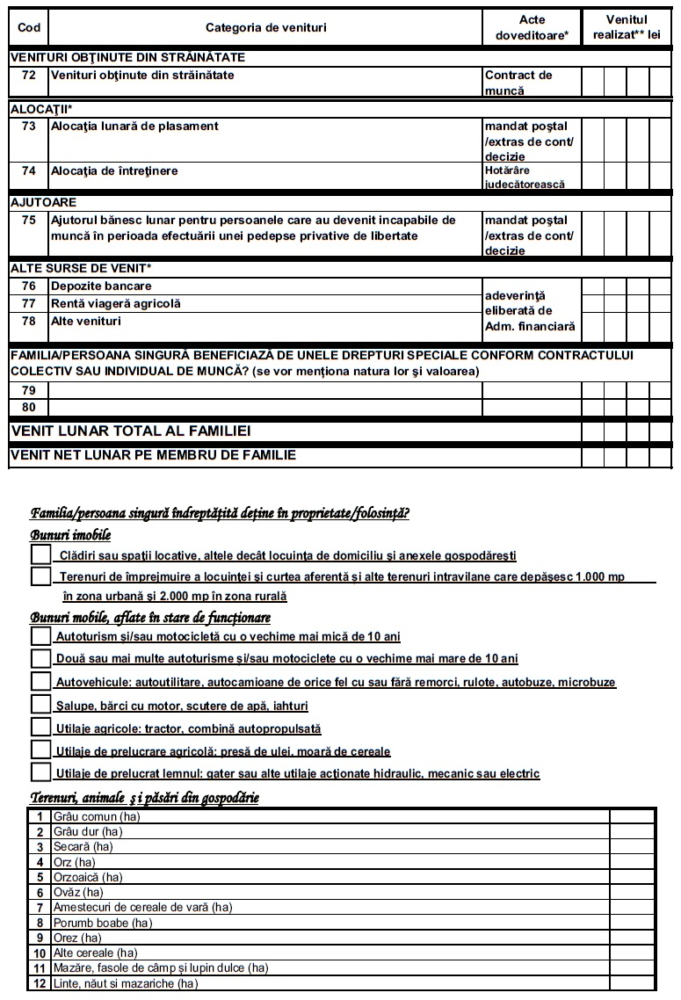 Cod Categoria de venituri Acte doveditoare* Venitul realizat** lei
VENITURI OBŢINUTE DIN STRĂINĂTATE
72 Venituri obţinute din străinătate Contract de
muncă
ALOCAŢII*
73 Alocaţia lunară de plasament mandat poştal
/extras de cont/
decizie
74 Alocaţia de întreţinere Hotărâre
judecătorească
AJUTOARE
75 Ajutorul bănesc lunar pentru persoanele care au devenit incapabile de mandat poştal
muncă în perioada efectuării unei pedepse privative de libertate /extras de cont/
decizie
ALTE SURSE DE VENIT*
76 Depozite bancare
adeverinţă
77 Rentă viageră agricolă
eliberată de
78 Alte venituri
Adm. financiară
FAMILIA/PERSOANA SINGURĂ BENEFICIAZĂ DE UNELE DREPTURI SPECIALE CONFORM CONTRACTULUI
COLECTIV SAU INDIVIDUAL DE MUNCĂ? (se vor menţiona natura lor şi valoarea)
79
80
VENIT LUNAR TOTAL AL FAMILIEI
VENIT NET LUNAR PE MEMBRU DE FAMILIE
Familia/persoana singură îndreptăţită deţine în proprietate/folosinţă?
Bunuri imobile
Clădiri sau spaţii locative, altele decât locuinţa de domiciliu şi anexele gospodăreşti
Terenuri de împrejmuire a locuinţei şi curtea aferentă şi alte terenuri intravilane care depăşesc 1.000 mp
în zona urbană şi 2.000 mp în zona rurală
Bunuri mobile, aflate în stare de funcţionare
Autoturism şi/sau motocicletă cu o vechime mai mică de 10 ani
Două sau mai multe autoturisme şi/sau motociclete cu o vechime mai mare de 10 ani
Autovehicule: autoutilitare, autocamioane de orice fel cu sau fără remorci, rulote, autobuze, microbuze
Şalupe, bărci cu motor, scutere de apă, iahturi
Utilaje agricole: tractor, combină autopropulsată
Utilaje de prelucrare agricolă: presă de ulei, moară de cereale
Utilaje de prelucrat lemnul: gater sau alte utilaje acţionate hidraulic, mecanic sau electric
Terenuri, animale ş i păsări din gospodărie
1 Grâu comun (ha)
2 Grâu dur (ha)
3 Secară (ha)
4 Orz (ha)
5 Orzoaică (ha)
6 Ovăz (ha)
7 Amestecuri de cereale de vară (ha)
8 Porumb boabe (ha)
9 Orez (ha)
10 Alte cereale (ha)
11 Mazăre, fasole de câmp și lupin dulce (ha)
12 Linte, năut si mazariche (ha)